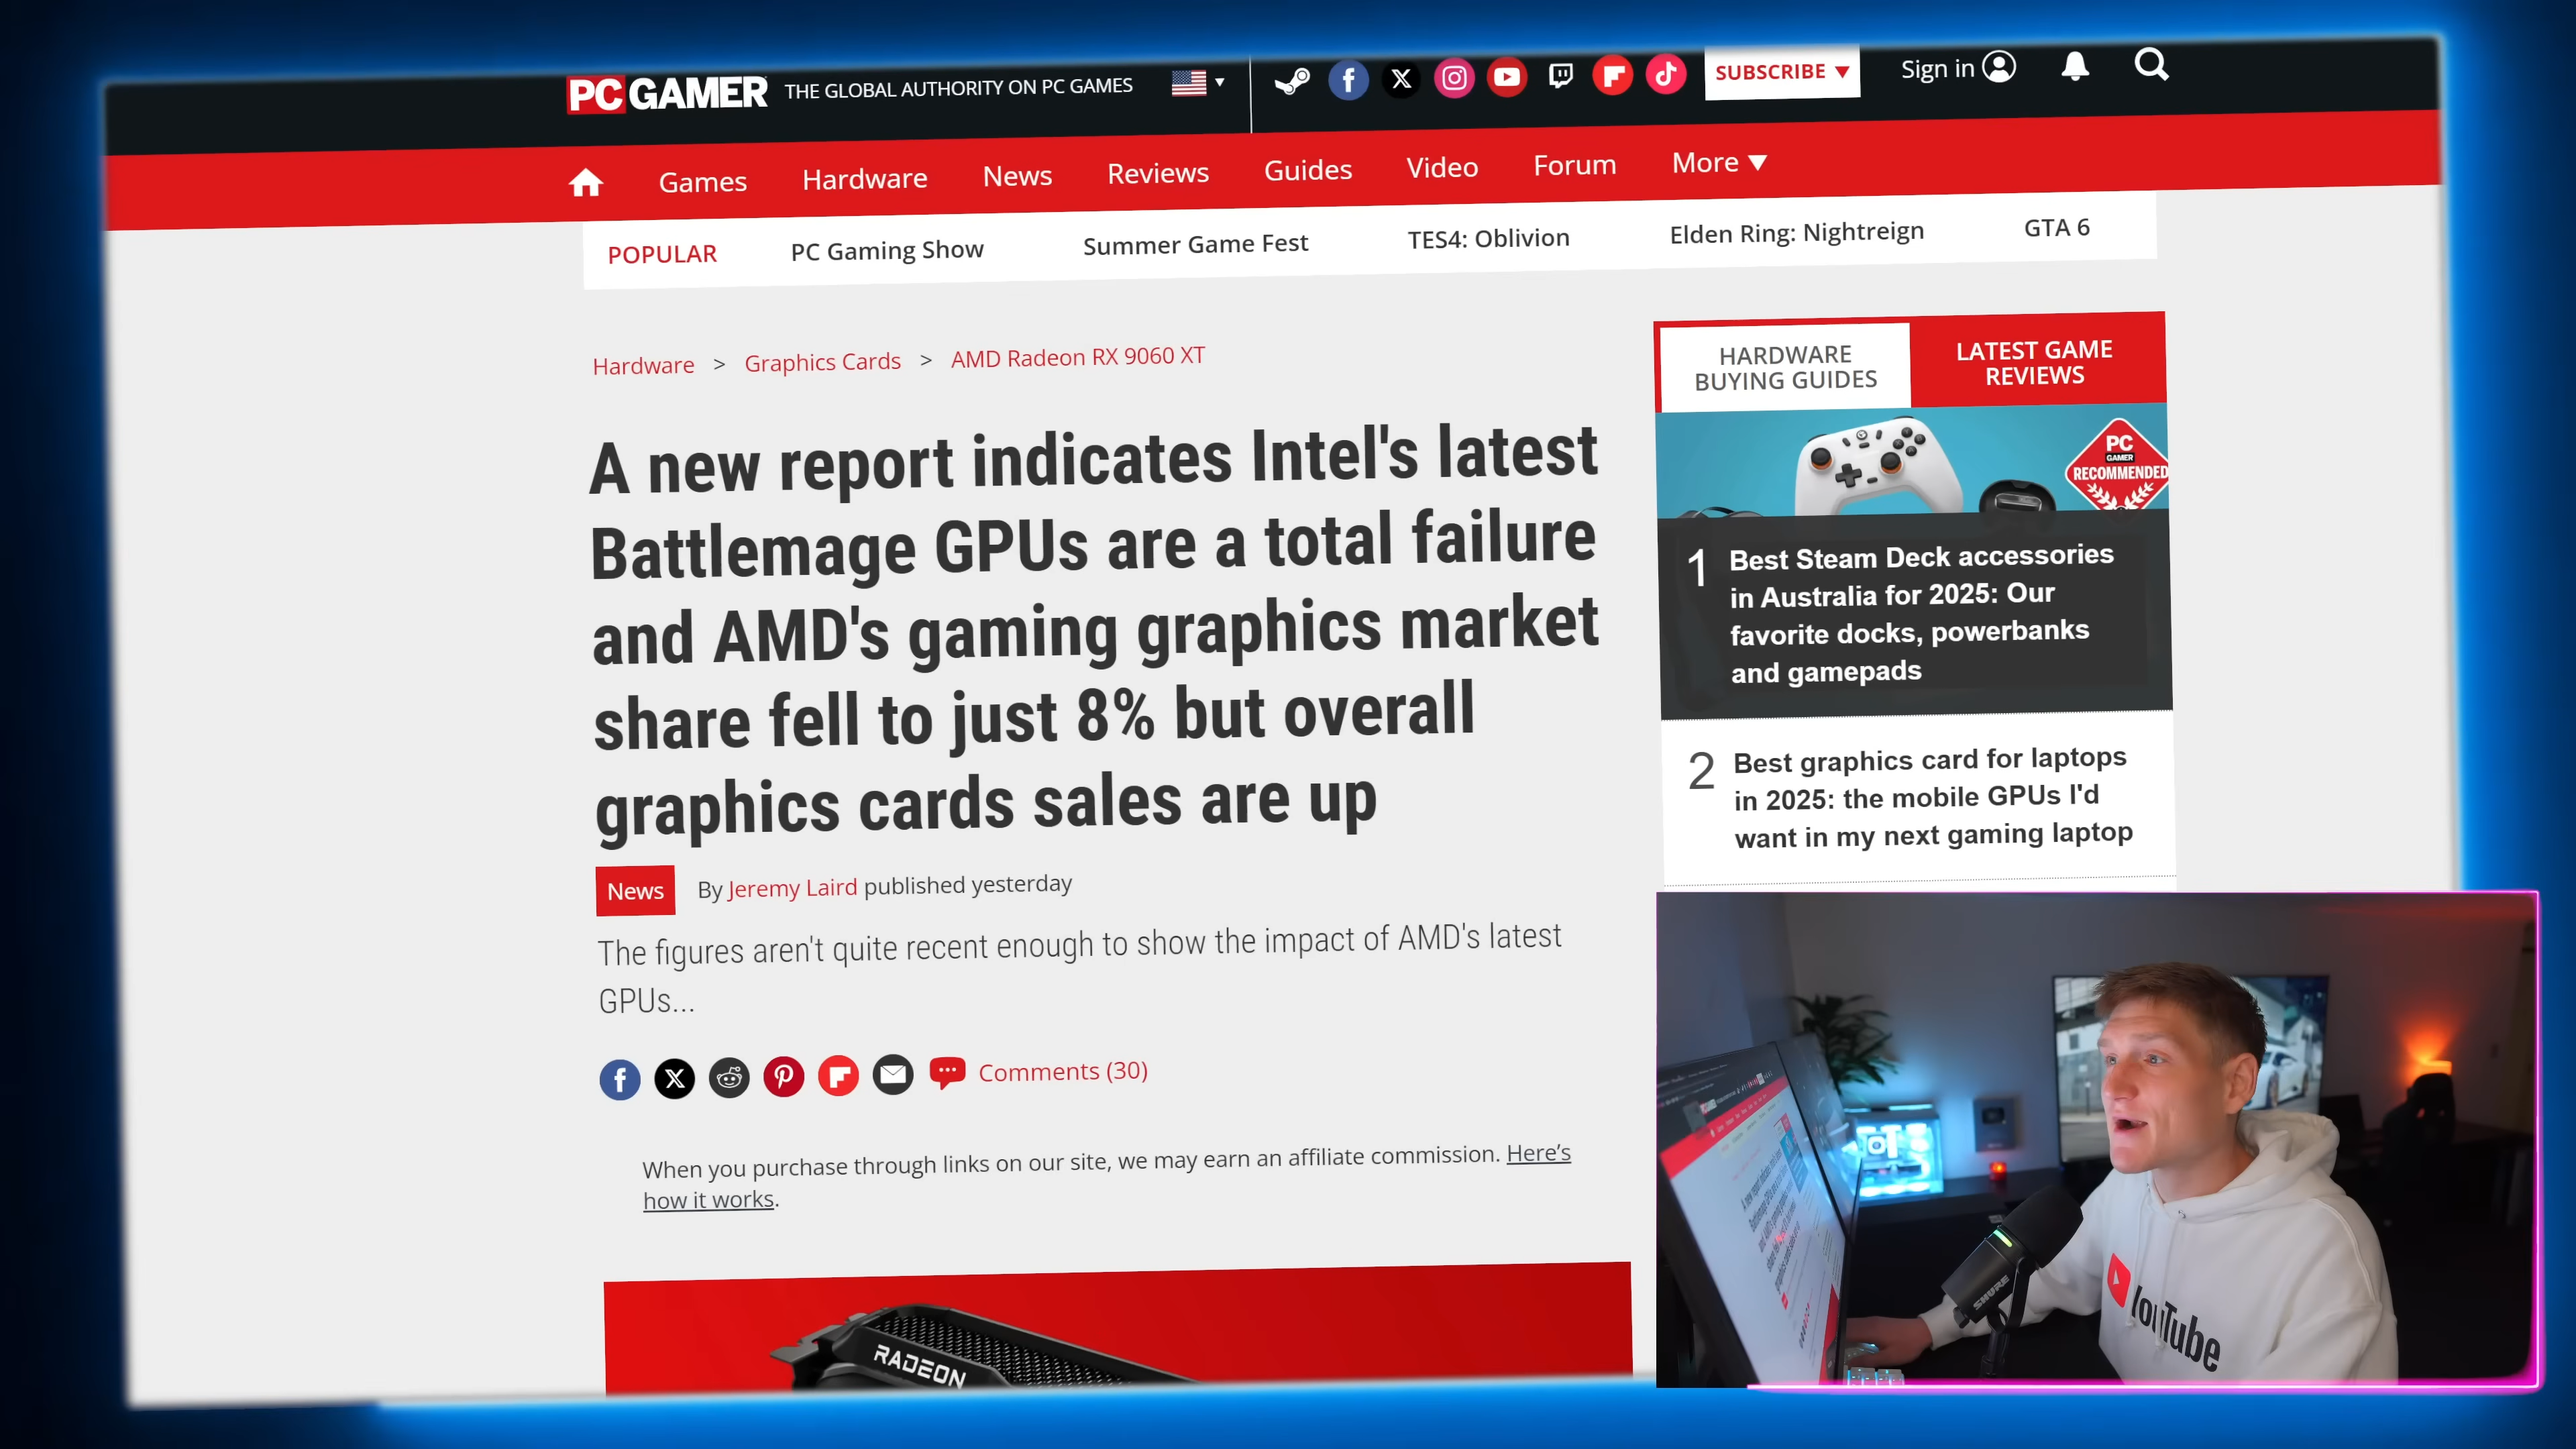 PC GAMER THE GLOBAL AUTHORITY ON PC GAMES SUBSCRIBE Sign in
Games Hardware News Reviews Guides Video Forum More
POPULAR PC Gaming Show Summer Game Fest TES4: Oblivion Elden Ring: Nightreign GTA 6
Hardware > Graphics Cards > AMD Radeon RX 9060 XT
A new report indicates Intel's latest
Battlemage GPUs are a total failure
and AMD's gaming graphics market
share fell to just 8% but overall
graphics cards sales are up
News By Jeremy Laird published yesterday
The figures aren't quite recent enough to show the impact of AMD's latest
GPUs...
Comments (30)
When you purchase through links on our site, we may earn an affiliate commission. Here's
how it works.
RADEON
HARDWARE
BUYING GUIDES
LATEST GAME
REVIEWS
PC
GAMER
RECOMMENDED
1 Best Steam Deck accessories
in Australia for 2025: Our
favorite docks, powerbanks
and gamepads
2 Best graphics card for laptops
in 2025: the mobile GPUs I'd
want in my next gaming laptop
SHURE
YouTube